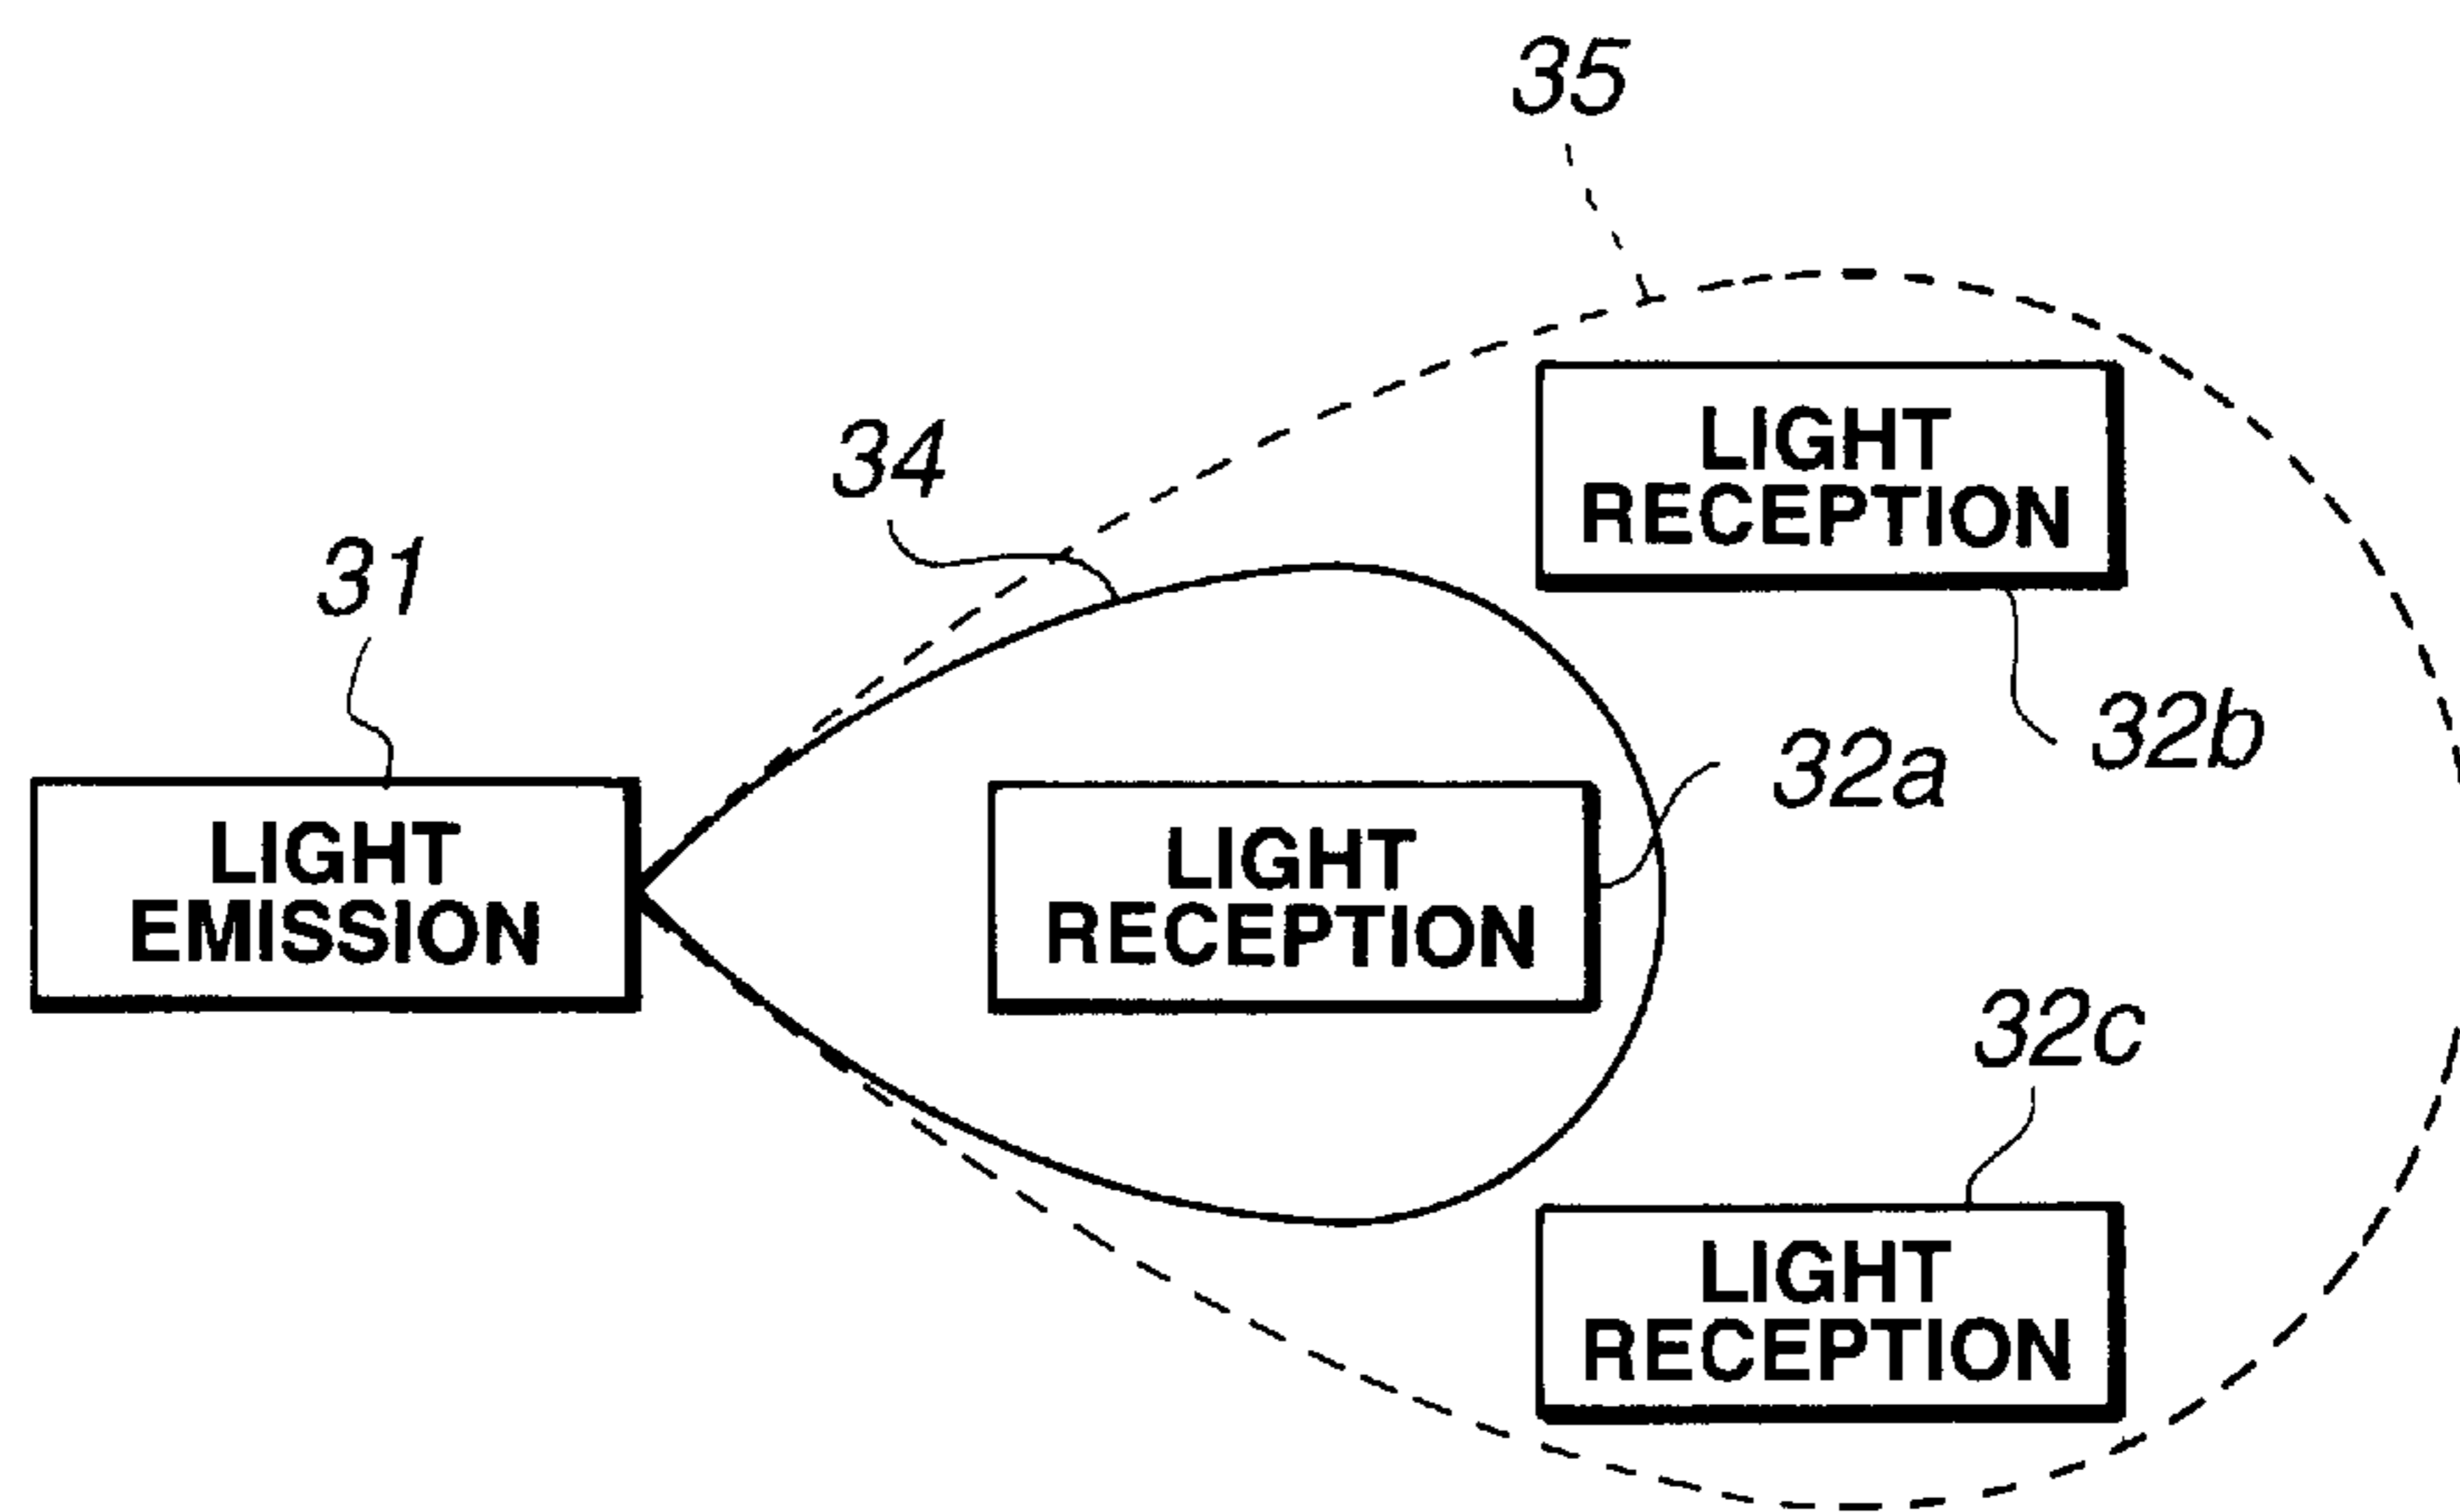 35
LIGHT
RECEPTION
34
31
32b
32a
LIGHT
EMISSION
LIGHT
RECEPTION
32c
LIGHT
RECEPTION